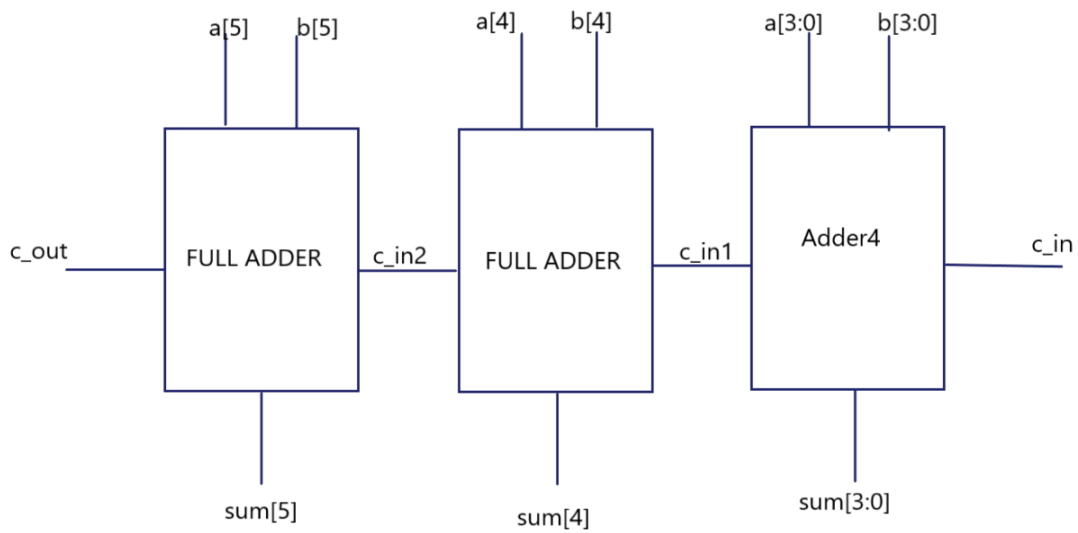 a[5]
b[5]
a[4]
b[4]
a[3:0]
b[3:0]
c_out
FULL ADDER
c_in2
FULL ADDER
c_in1
Adder4
c_in
sum[5]
sum[4]
sum[3:0]